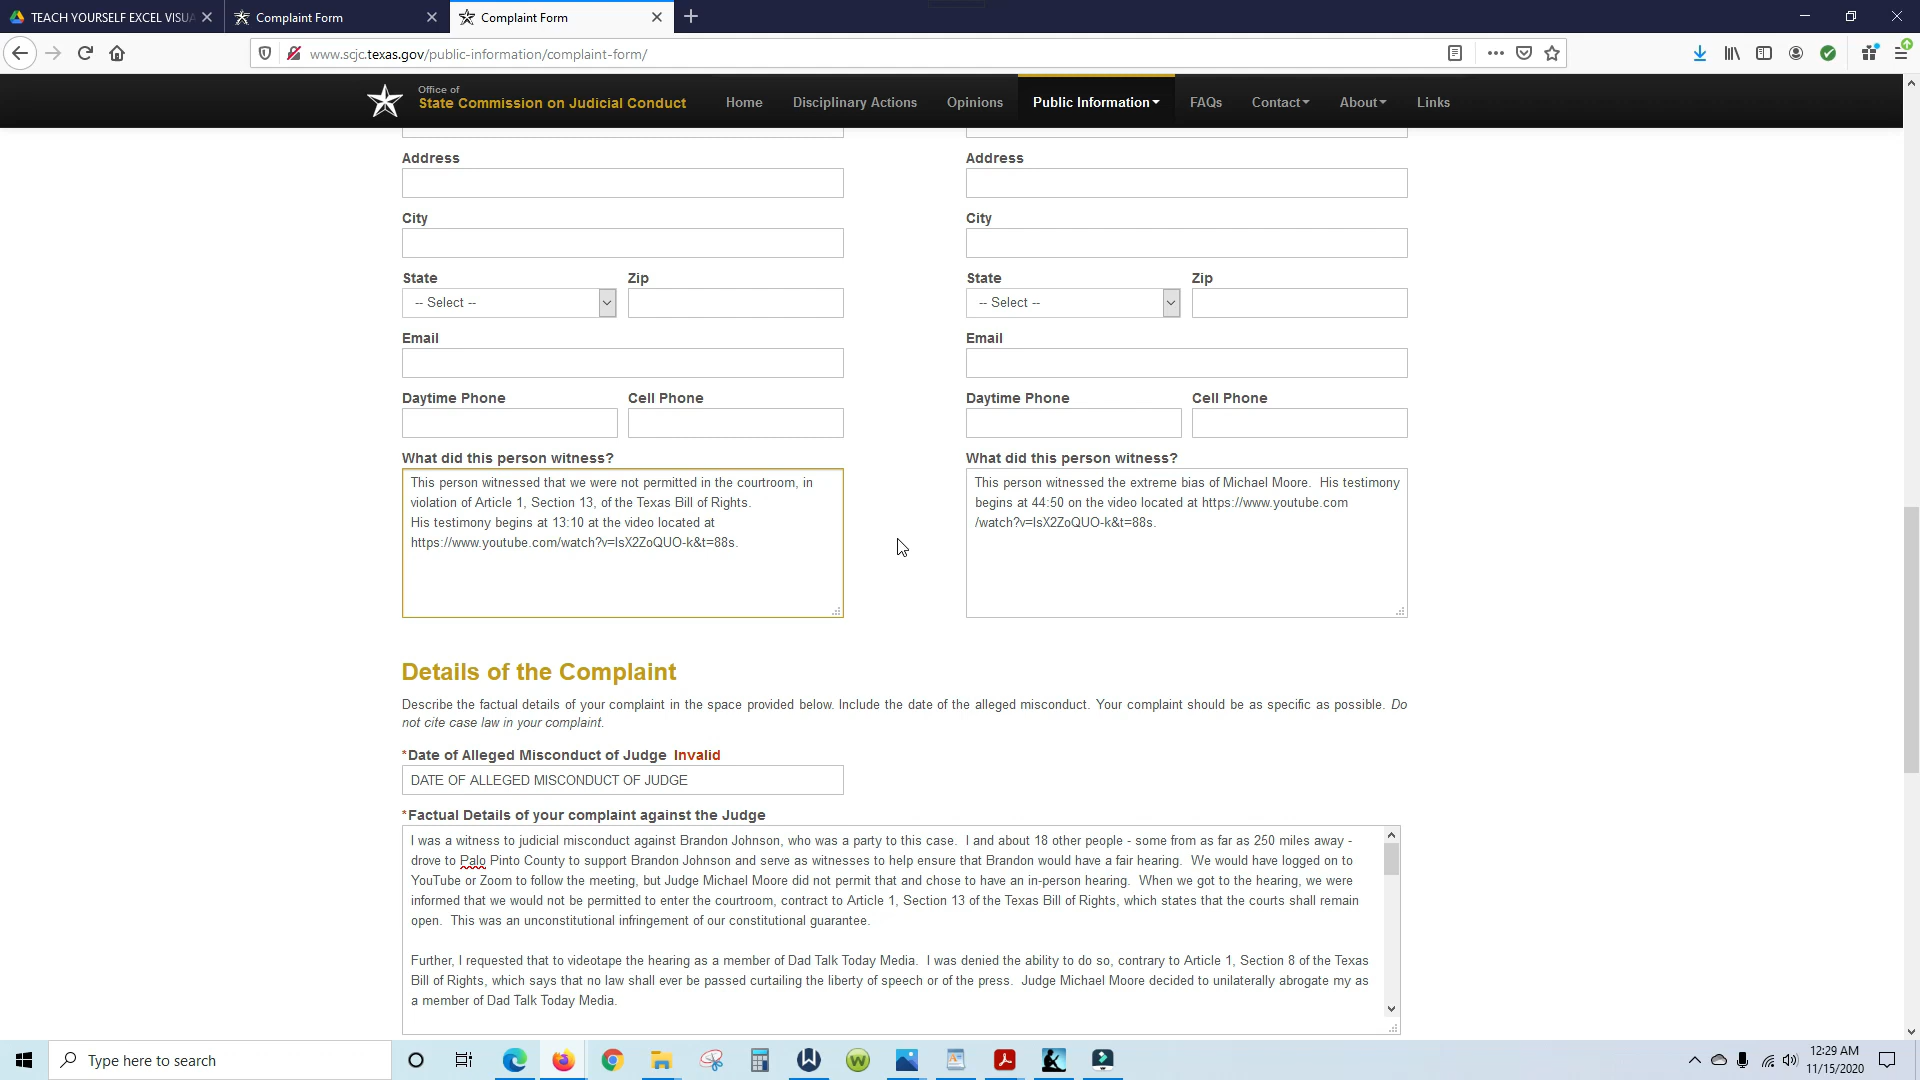 TEACH YOURSELF EXCEL VISUA
Complaint Form
Complaint Form
www.scjc.texas.gov/public-information/complaint-form/
Office of
State Commission on Judicial Conduct
Home
Disciplinary Actions
Opinions
Public Information
FAQs
Contact
About
Links
Address
Address
City
City
State
Zip
State
Zip
-- Select --
-- Select --
Email
Email
Daytime Phone
Cell Phone
Daytime Phone
Cell Phone
What did this person witness?
This person witnessed that we were not permitted in the courtroom, in
violation of Article 1, Section 13, of the Texas Bill of Rights.
His testimony begins at 13:10 at the video located at
https://www.youtube.com/watch?v=IsX2ZoQUO-k&t=88s.
What did this person witness?
This person witnessed the extreme bias of Michael Moore.  His testimony
begins at 44:50 on the video located at https://www.youtube.com
/watch?v=IsX2ZoQUO-k&t=88s.
Details of the Complaint
Describe the factual details of your complaint in the space provided below. Include the date of the alleged misconduct. Your complaint should be as specific as possible. Do
not cite case law in your complaint.
*Date of Alleged Misconduct of Judge Invalid
DATE OF ALLEGED MISCONDUCT OF JUDGE
*Factual Details of your complaint against the Judge
I was a witness to judicial misconduct against Brandon Johnson, who was a party to this case.  I and about 18 other people - some from as far as 250 miles away -
drove to Palo Pinto County to support Brandon Johnson and serve as witnesses to help ensure that Brandon would have a fair hearing.  We would have logged on to
YouTube or Zoom to follow the meeting, but Judge Michael Moore did not permit that and chose to have an in-person hearing.  When we got to the hearing, we were
informed that we would not be permitted to enter the courtroom, contract to Article 1, Section 13 of the Texas Bill of Rights, which states that the courts shall remain
open.  This was an unconstitutional infringement of our constitutional guarantee.
Further, I requested that to videotape the hearing as a member of Dad Talk Today Media.  I was denied the ability to do so, contrary to Article 1, Section 8 of the Texas
Bill of Rights, which says that no law shall ever be passed curtailing the liberty of speech or of the press.  Judge Michael Moore decided to unilaterally abrogate my as
a member of Dad Talk Today Media.
Type here to search
12:29 AM
11/15/2020